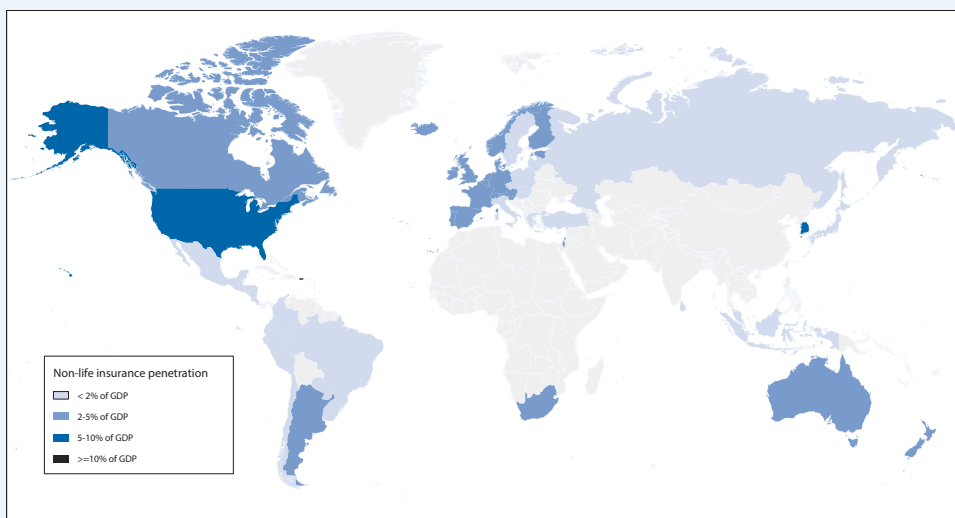 Non-life insurance penetration
< 2% of GDP
2-5% of GDP
5-10% of GDP
>=10% of GDP